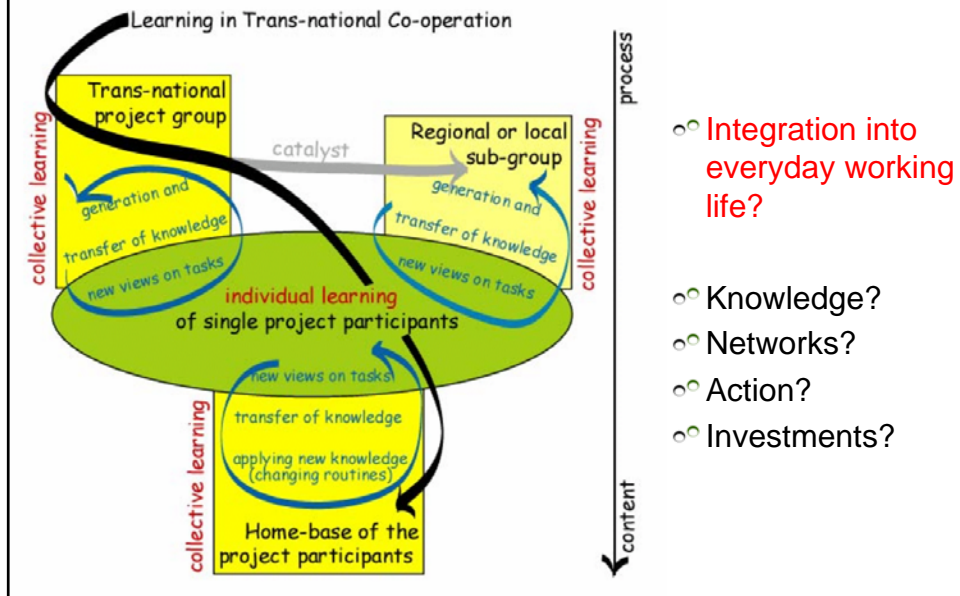 Learning in Trans-national Co-operation
Trans-national
project group
collective learning
generation and
transfer of knowledge
new views on tasks
catalyst
Regional or local
sub-group
collective learning
generation and
transfer of knowledge
new views on tasks
individual learning
of single project participants
new views on tasks
transfer of knowledge
applying new knowledge
(changing routines)
collective learning
Home-base of the
project participants
process
content
Integration into
everyday working
life?
Knowledge?
Networks?
Action?
Investments?